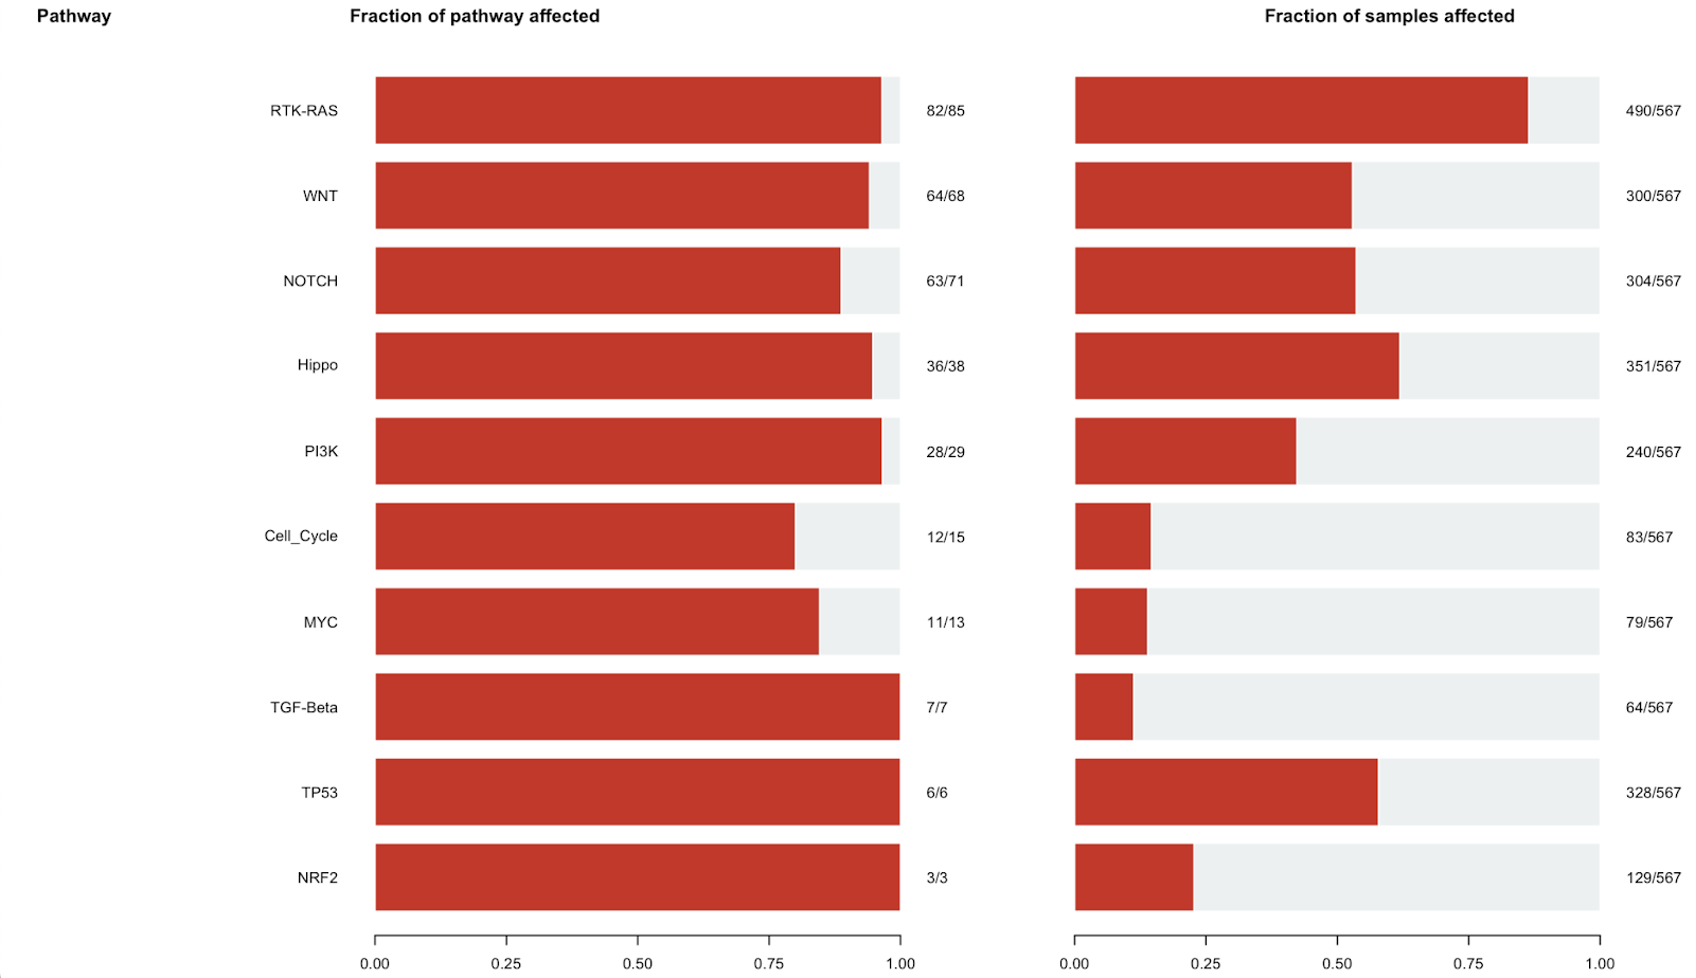 Pathway Fraction of pathway affected Fraction of samples affected
RTK-RAS 82/85 490/567
WNT 64/68 300/567
NOTCH 63/71 304/567
Hippo 36/38 351/567
PI3K 28/29 240/567
Cell_Cycle 12/15 83/567
MYC 11/13 79/567
TGF-Beta 7/7 64/567
TP53 6/6 328/567
NRF2 3/3 129/567
0.00 0.25 0.50 0.75 1.00 0.00 0.25 0.50 0.75 1.00